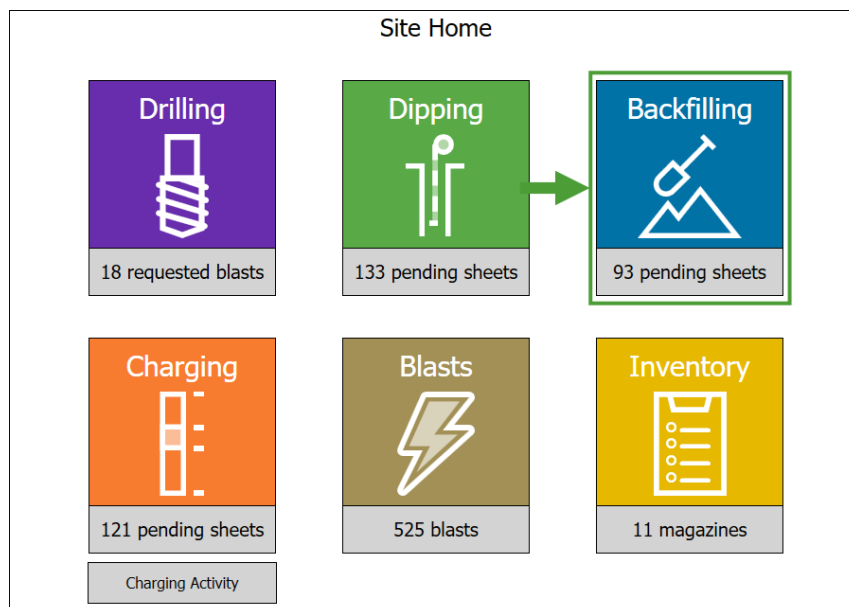 Site Home
Drilling
18 requested blasts
Dipping
133 pending sheets
Backfilling
93 pending sheets
Charging
121 pending sheets
Charging Activity
Blasts
525 blasts
Inventory
11 magazines